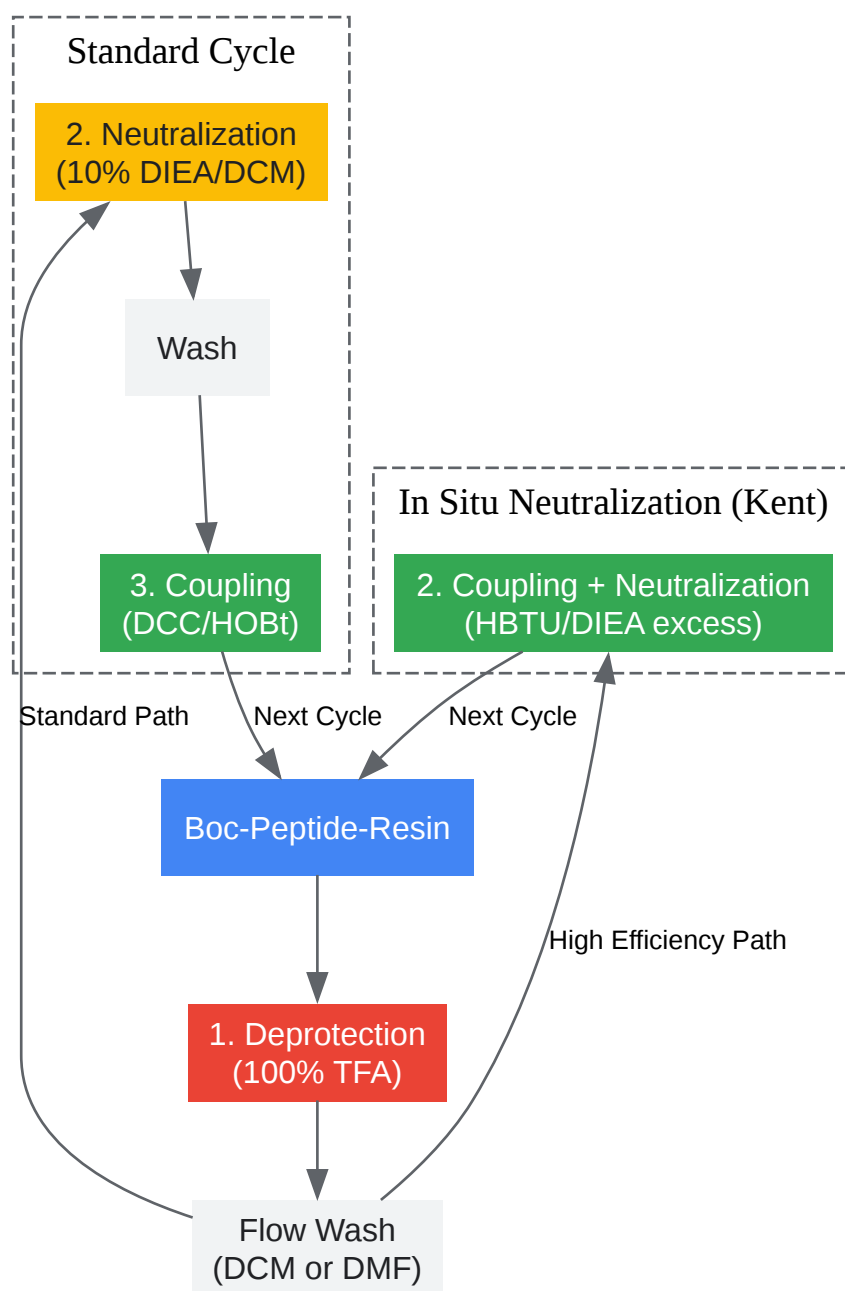 Standard Cycle
2. Neutralization
(10% DIEA/DCM)
Wash
In Situ Neutralization (Kent)
3. Coupling
(DCC/HOBt)
2. Coupling + Neutralization
(HBTU/DIEA excess)
Standard Path
Next Cycle
Next Cycle
Boc-Peptide-Resin
High Efficiency Path
1. Deprotection
(100% TFA)
Flow Wash
(DCM or DMF)